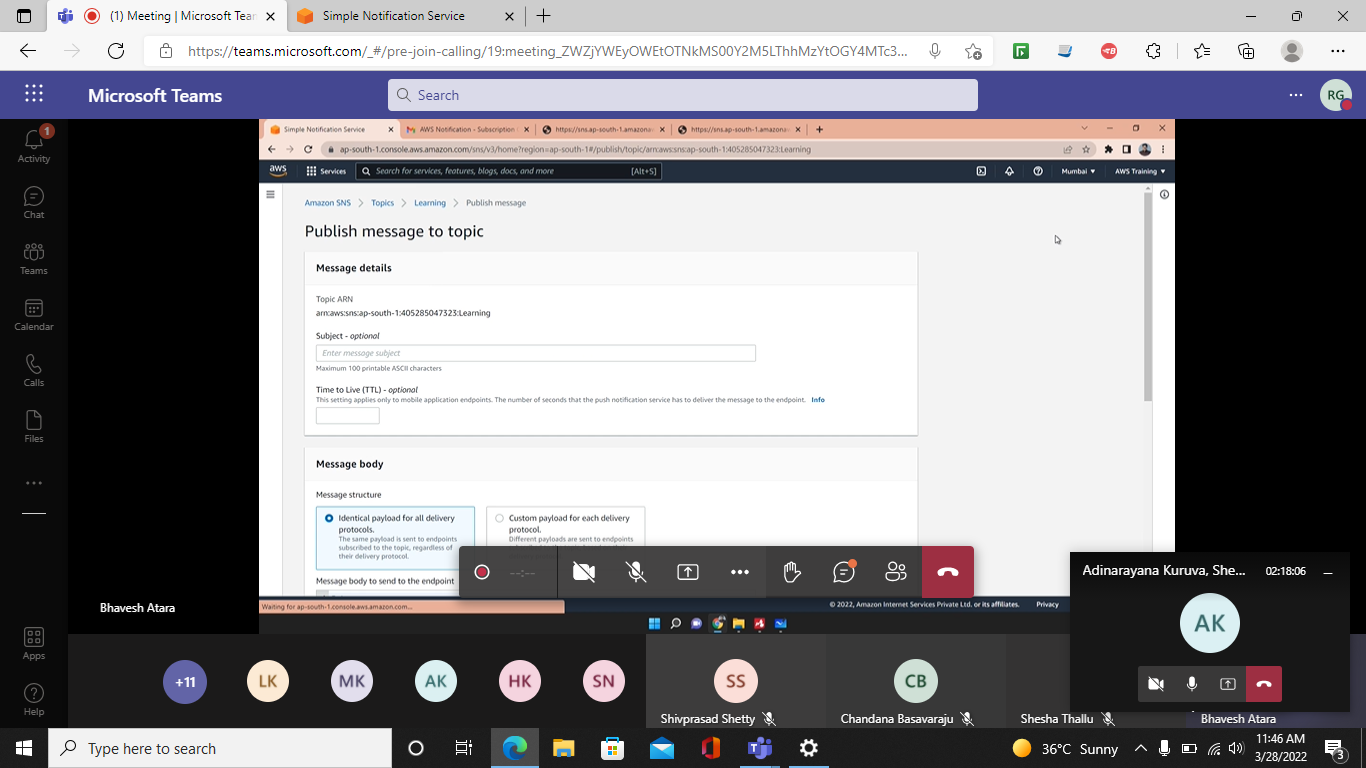 (1) Meeting | Microsoft Tear
Simple Notification Service
https://teams.microsoft.com/_#/pre-join-calling/19:meeting_ZWZjYWEyOWEtOTNkMS00Y2M5LThhMzYtOGY4MTc3...
Microsoft Teams
Search
RG
1
Activity
Chat
Teams
Calendar
Calls
Files
Apps
Help
Simple Notification Service
AWS Notification - Subscription
https://sns.ap-south-1.amazonaw
https://sns.ap-south-1.amazonaw
ap-south-1.console.aws.amazon.com/sns/v3/home?region=ap-south-1#/publish/topic/arn:aws:sns:ap-south-1:405285047323:Learning
aws
Services
Search for services, features, blogs, docs, and more
[Alt+S]
Mumbai
AWS Training
Amazon SNS
Topics
Learning
Publish message
Publish message to topic
Message details
Topic ARN
arn:aws:sns:ap-south-1:405285047323:Learning
Subject - optional
Enter message subject
Maximum 100 printable ASCII characters
Time to Live (TTL) - optional
This setting applies only to mobile application endpoints. The number of seconds that the push notification service has to deliver the message to the endpoint. Info
Message body
Message structure
Identical payload for all delivery
protocols.
The same payload is sent to endpoints
subscribed to the topic, regardless of
their delivery protocol.
Custom payload for each delivery
protocol.
Different payloads are sent to endpoints
Message body to send to the endpoint
--:--
Waiting for ap-south-1.console.aws.amazon.com...
© 2022, Amazon Internet Services Private Ltd. or its affiliates.
Privacy
Bhavesh Atara
Adinarayana Kuruva, She...
02:18:06
AK
+11
LK
MK
AK
HK
SN
SS
Shivprasad Shetty
CB
Chandana Basavaraju
Shesha Thallu
Bhavesh Atara
Type here to search
36°C Sunny
11:46 AM
3/28/2022
3